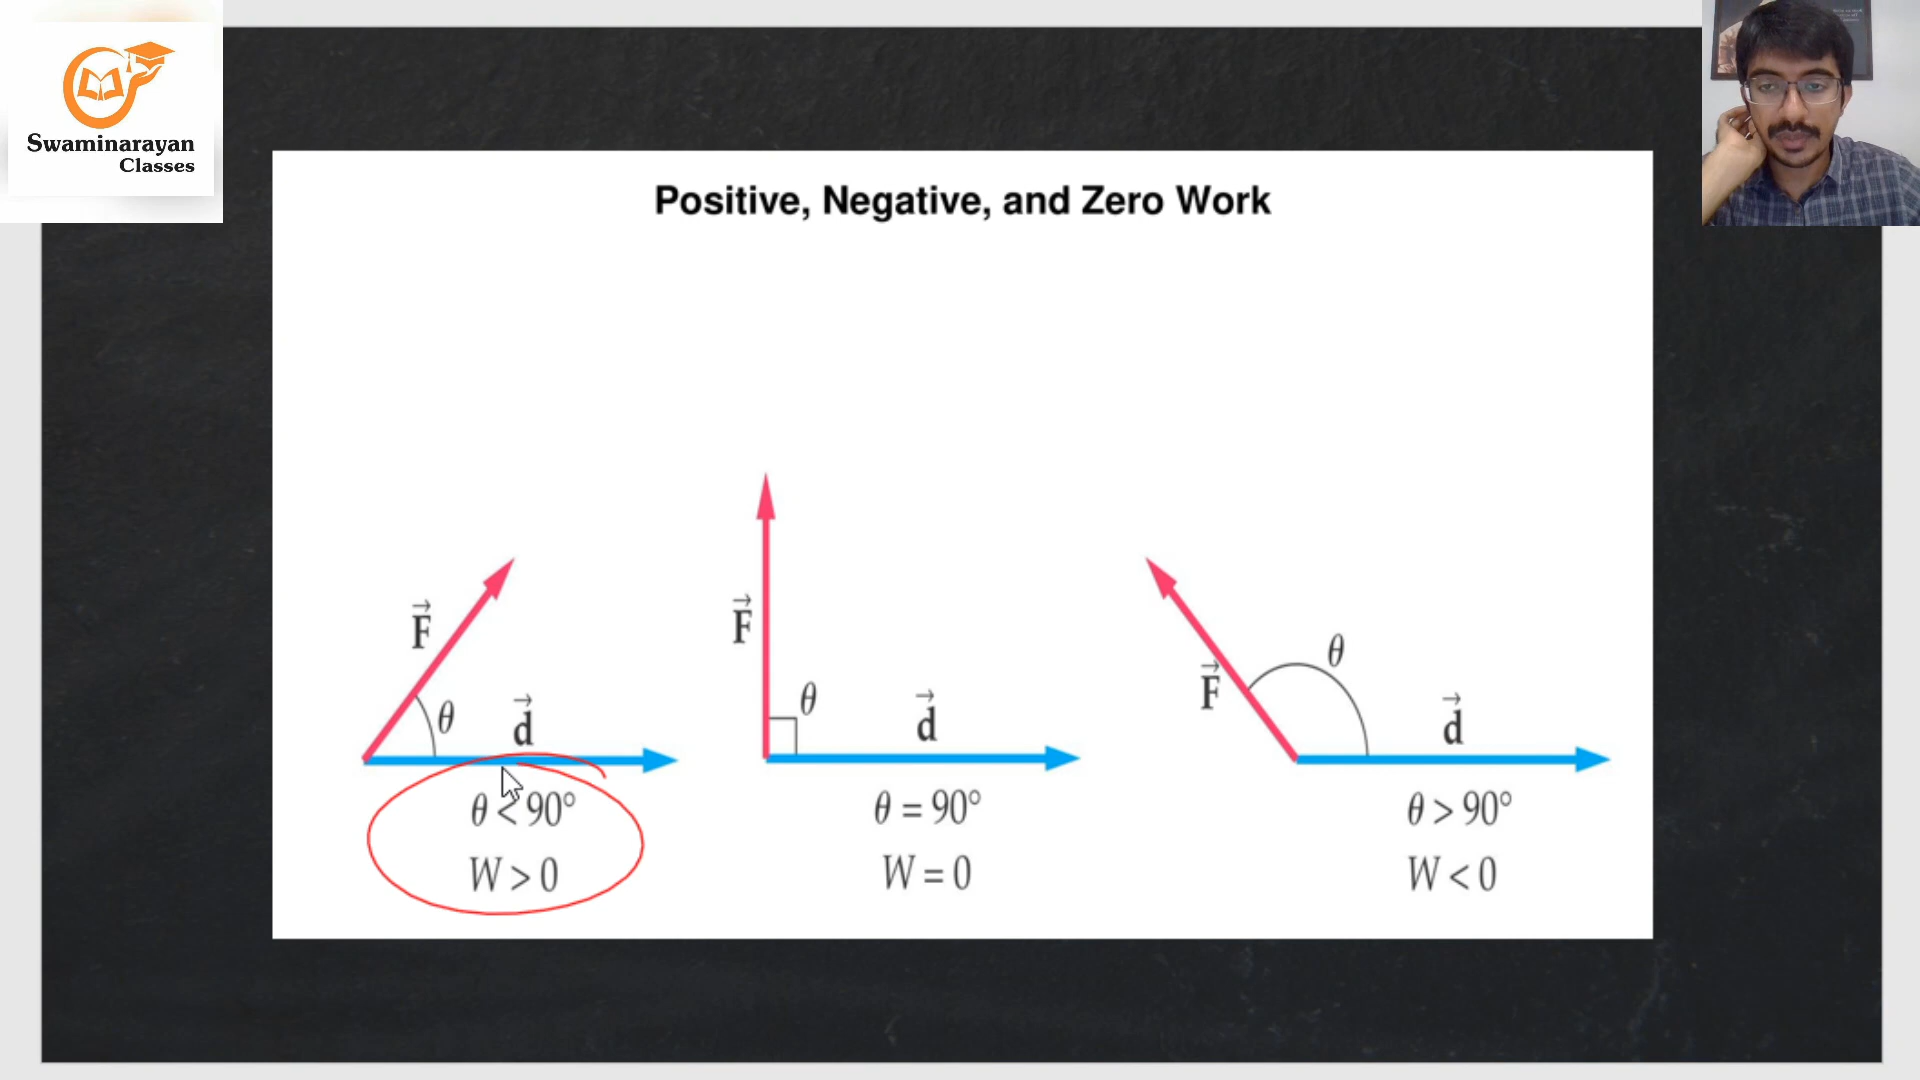 Swaminarayan
Classes
Positive, Negative, and Zero Work
F⃗
θ
d⃗
θ < 90°
W > 0
F⃗
θ
d⃗
θ = 90°
W = 0
F⃗
θ
d⃗
θ > 90°
W < 0